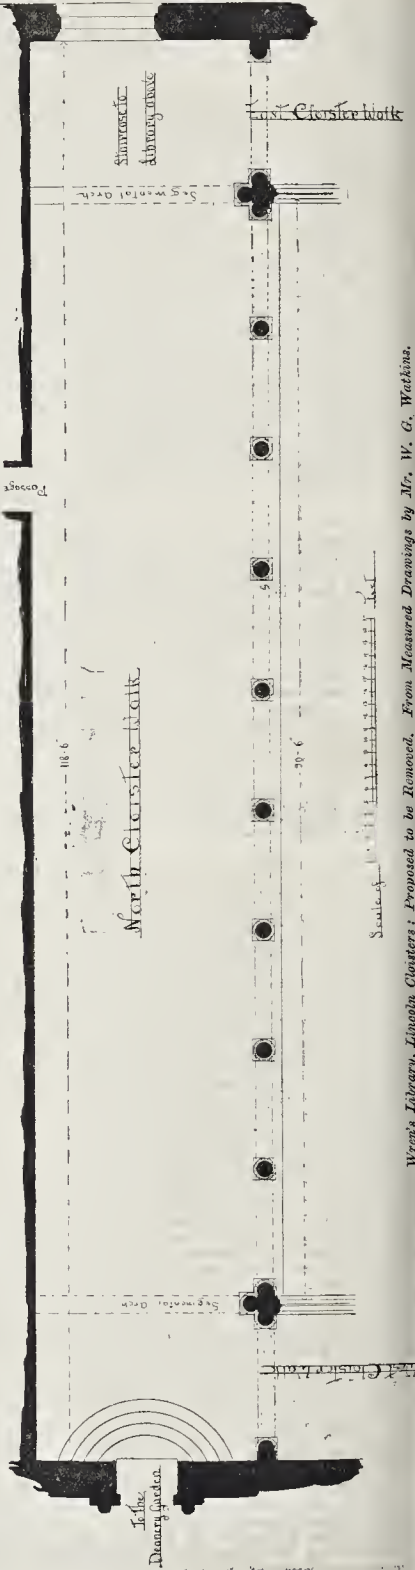 Staircase to
Library above
East Cloister Walk
Segmental Arch
Passage
118.6
North Cloister Walk
90.6
Scale of
Feet
Segmental Arch
To the
Deanery Garden
Wren's Library, Lincoln Cloisters: Proposed to be Removed. From Measured Drawings by Mr. W. G. Watkins.